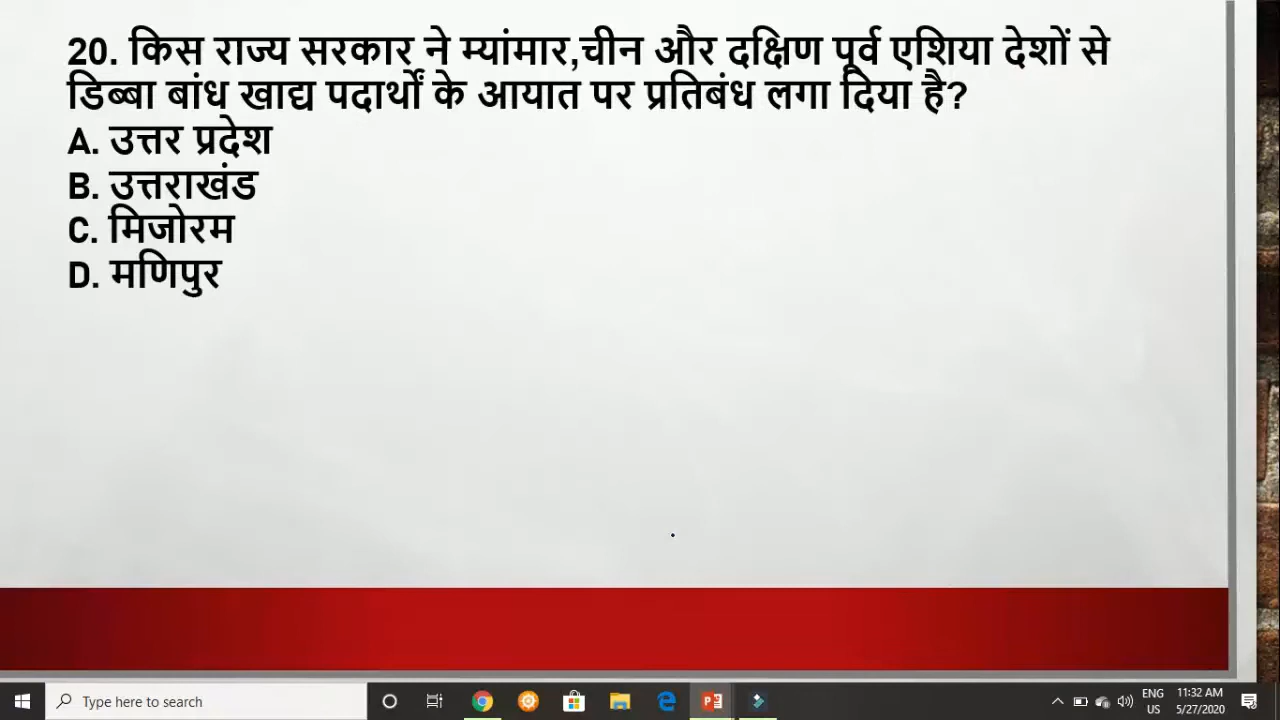 20. किस राज्य सरकार ने म्यांमार,चीन और दक्षिण पूर्व एशिया देशों से
डिब्बा बांध खाद्य पदार्थों के आयात पर प्रतिबंध लगा दिया है?
A. उत्तर प्रदेश
B. उत्तराखंड
C. मिजोरम
D. मणिपुर
Type here to search
ENG
US
11:32 AM
5/27/2020